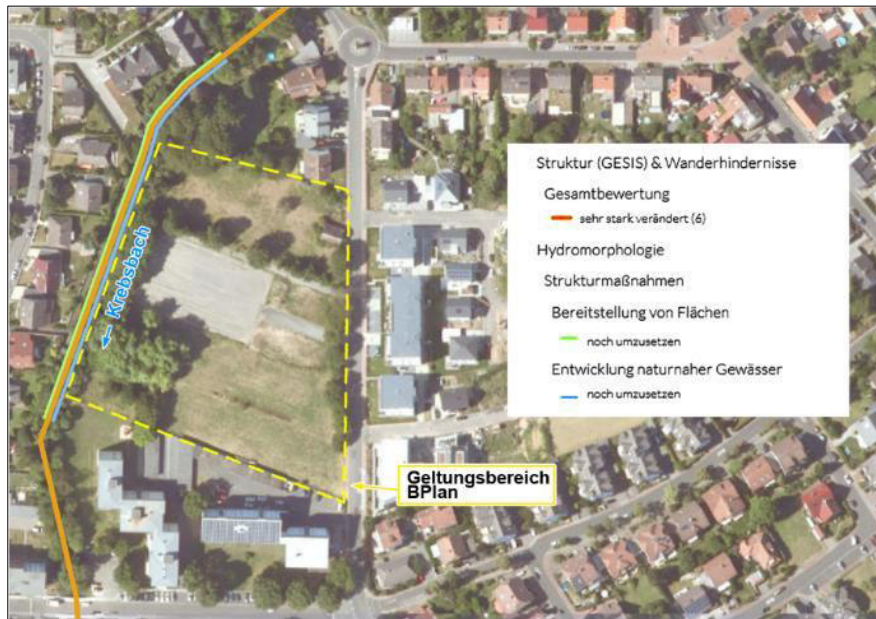 Struktur (GESIS) & Wanderhindernisse
Gesamtbewertung
sehr stark verändert (6)
Hydromorphologie
Strukturmaßnahmen
Bereitstellung von Flächen
noch umzusetzen
Entwicklung naturnaher Gewässer
noch umzusetzen
Krebsbach
Geltungsbereich
BPlan